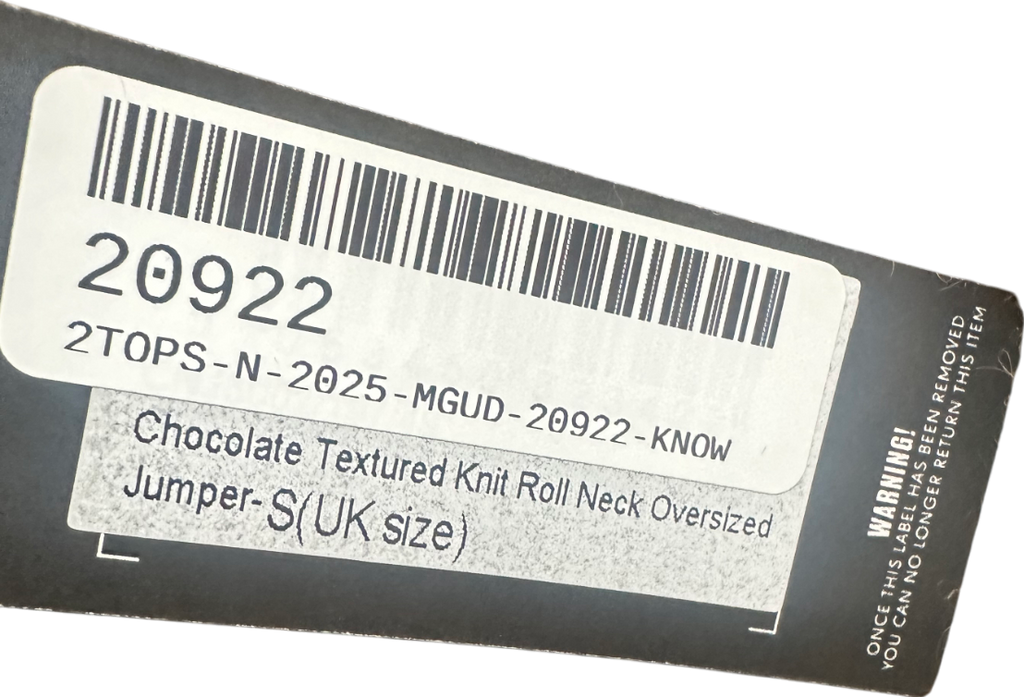 20922
2TOPS-N-2025-MGUD-20922-KNOW
Chocolate Textured Knit Roll Neck Oversized
Jumper-S(UK size)
WARNING!
ONCE THIS LABEL HAS BEEN REMOVED
YOU CAN NO LONGER RETURN THIS ITEM